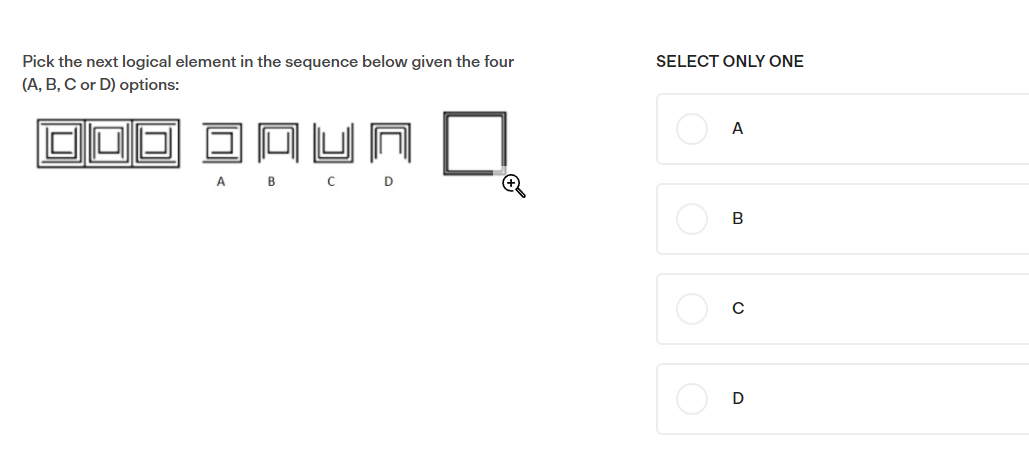 Pick the next logical element in the sequence below given the four
(A, B, C or D) options:
A B C D
SELECT ONLY ONE
A
B
C
D